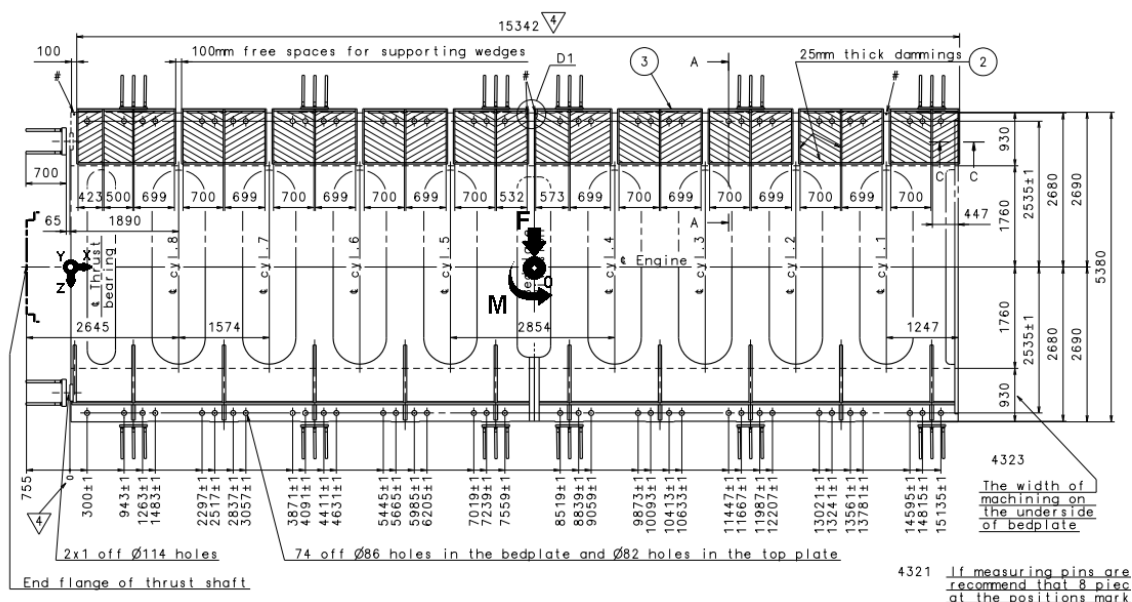 15342 4
100
100mm free spaces for supporting wedges
D1
3
A
25mm thick dammings
2
#
#
#
700
930
C C
423 500 699 700 699 700 699 700 532 573 699 700 699 700 699 700
447
65 1890
A
1760
2535±1
2680
2690
5380
F
Y X
Z
O
M
℄ Thrust
bearing
℄ cyl.8
℄ cyl.7
℄ cyl.6
℄ cyl.5
℄ cyl.4
℄ Engine
℄ cyl.3
℄ cyl.2
℄ cyl.1
2645 1574 2854 1247
1760
2535±1
2680
2690
930
755
0
300±1
943±1
1263±1
1483±1
2297±1
2517±1
2837±1
3057±1
3871±1
4091±1
4411±1
4631±1
5445±1
5665±1
5985±1
6205±1
7019±1
7239±1
7559±1
8519±1
8839±1
9059±1
9873±1
10093±1
10413±1
10633±1
11447±1
11667±1
11987±1
12207±1
13021±1
13241±1
13561±1
13781±1
14595±1
14815±1
15135±1
4323
The width of
machining on
the underside
of bedplate
4
2x1 off Ø114 holes
74 off Ø86 holes in the bedplate and Ø82 holes in the top plate
End flange of thrust shaft
4321 If measuring pins are
recommend that 8 piec
at the positions mark